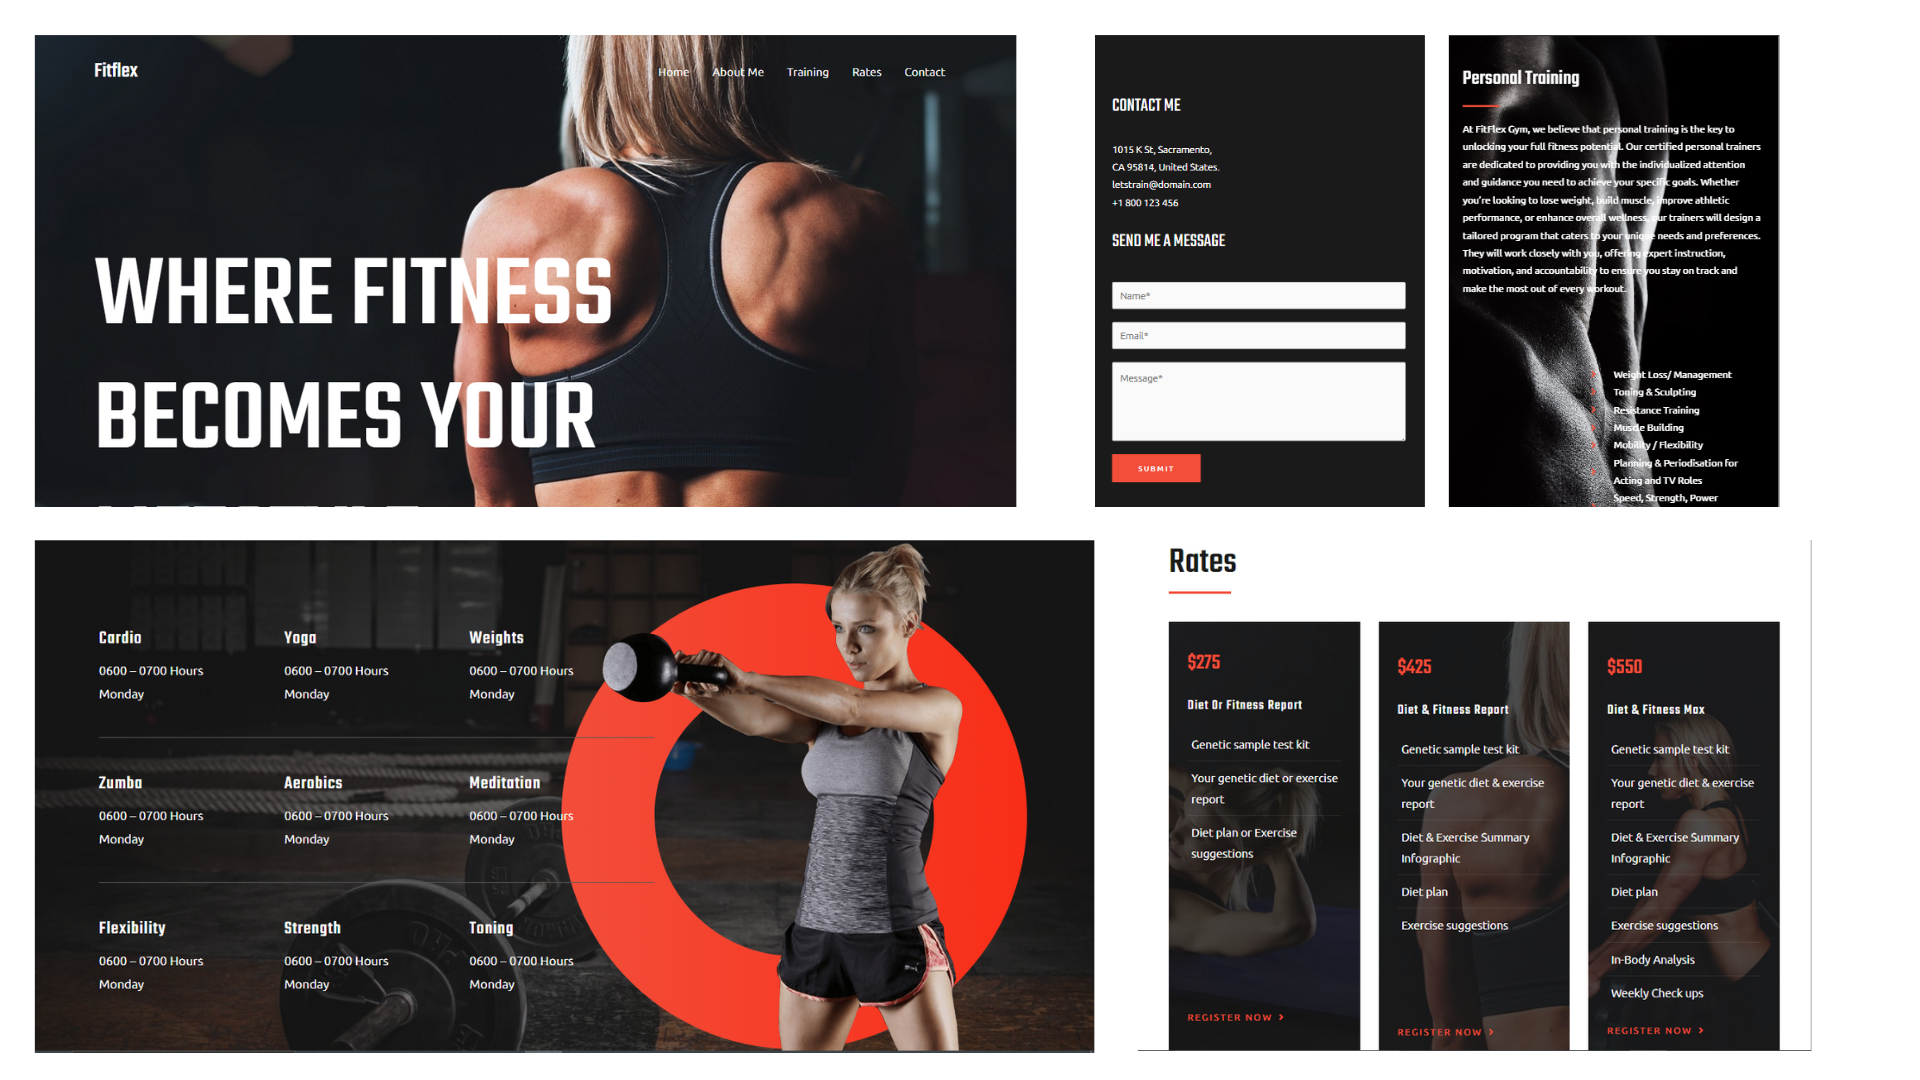 Fitflex
Home About Me Training Rates Contact
WHERE FITNESS
BECOMES YOUR
CONTACT ME
1015 K St, Sacramento,
CA 95814, United States.
letstrain@domain.com
+1 800 123 456
SEND ME A MESSAGE
Name*
Email*
Message*
SUBMIT
Personal Training
At FitFlex Gym, we believe that personal training is the key to
unlocking your full fitness potential. Our certified personal trainers
are dedicated to providing you with the individualized attention
and guidance you need to achieve your specific goals. Whether
you're looking to lose weight, build muscle, improve athletic
performance, or enhance overall wellness, our trainers will design a
tailored program that caters to your unique needs and preferences.
They will work closely with you, offering expert instruction,
motivation, and accountability to ensure you stay on track and
make the most out of every workout.
Weight Loss/ Management
Toning & Sculpting
Resistance Training
Muscle Building
Mobility / Flexibility
Planning & Periodisation for
Acting and TV Roles
Speed, Strength, Power
Cardio Yoga Weights
0600 – 0700 Hours 0600 – 0700 Hours 0600 – 0700 Hours
Monday Monday Monday
Zumba Aerobics Meditation
0600 – 0700 Hours 0600 – 0700 Hours 0600 – 0700 Hours
Monday Monday Monday
Flexibility Strength Toning
0600 – 0700 Hours 0600 – 0700 Hours 0600 – 0700 Hours
Monday Monday Monday
Rates
$275
Diet Or Fitness Report
Genetic sample test kit
Your genetic diet or exercise
report
Diet plan or Exercise
suggestions
REGISTER NOW
$425
Diet & Fitness Report
Genetic sample test kit
Your genetic diet & exercise
report
Diet & Exercise Summary
Infographic
Diet plan
Exercise suggestions
REGISTER NOW
$550
Diet & Fitness Max
Genetic sample test kit
Your genetic diet & exercise
report
Diet & Exercise Summary
Infographic
Diet plan
Exercise suggestions
In-Body Analysis
Weekly Check ups
REGISTER NOW